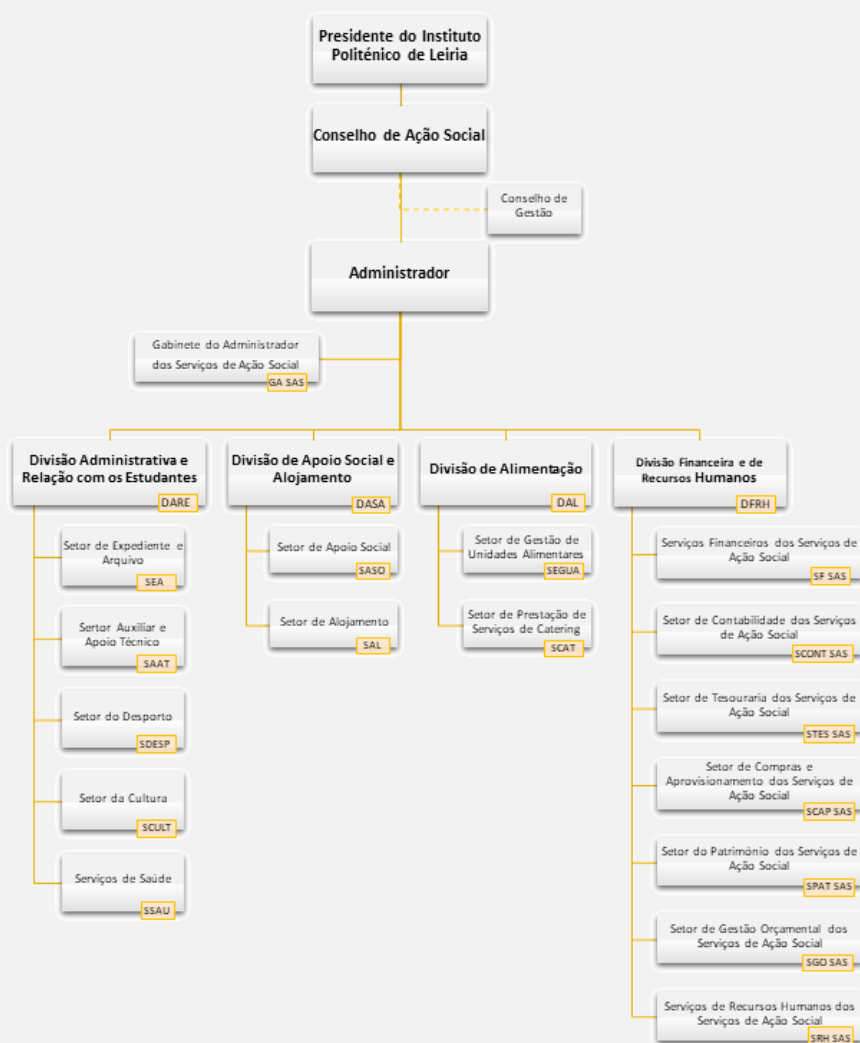 Presidente do Instituto
Politénico de Leiria
Conselho de Ação Social
Conselho de
Gestão
Administrador
Gabinete do Administrador
dos Serviços de Ação Social
GA SAS
Divisão Administrativa e
Relação com os Estudantes
DARE
Setor de Expediente e
Arquivo
SEA
Sertor Auxiliar e
Apoio Técnico
SAAT
Setor do Desporto
SDESP
Setor da Cultura
SCULT
Serviços de Saúde
SSAU
Divisão de Apoio Social e
Alojamento
DASA
Setor de Apoio Social
SASO
Setor de Alojamento
SAL
Divisão de Alimentação
DAL
Setor de Gestão de
Unidades Alimentares
SEGUA
Setor de Prestação de
Serviços de Catering
SCAT
Divisão Financeira e de
Recursos Humanos
DFRH
Serviços Financeiros dos Serviços de
Ação Social
SF SAS
Setor de Contabilidade dos Serviços
de Ação Social
SCONT SAS
Setor de Tesouraria dos Serviços de
Ação Social
STES SAS
Setor de Compras e
Aprovisionamento dos Serviços de
Ação Social
SCAP SAS
Setor do Património dos Serviços de
Ação Social
SPAT SAS
Setor de Gestão Orçamental dos
Serviços de Ação Social
SGO SAS
Serviços de Recursos Humanos dos
Serviços de Ação Social
SRH SAS